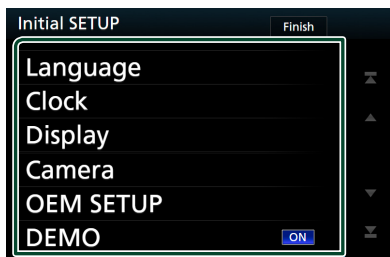 Initial SETUP
Finish
Language
Clock
Display
Camera
OEM SETUP
DEMO
ON